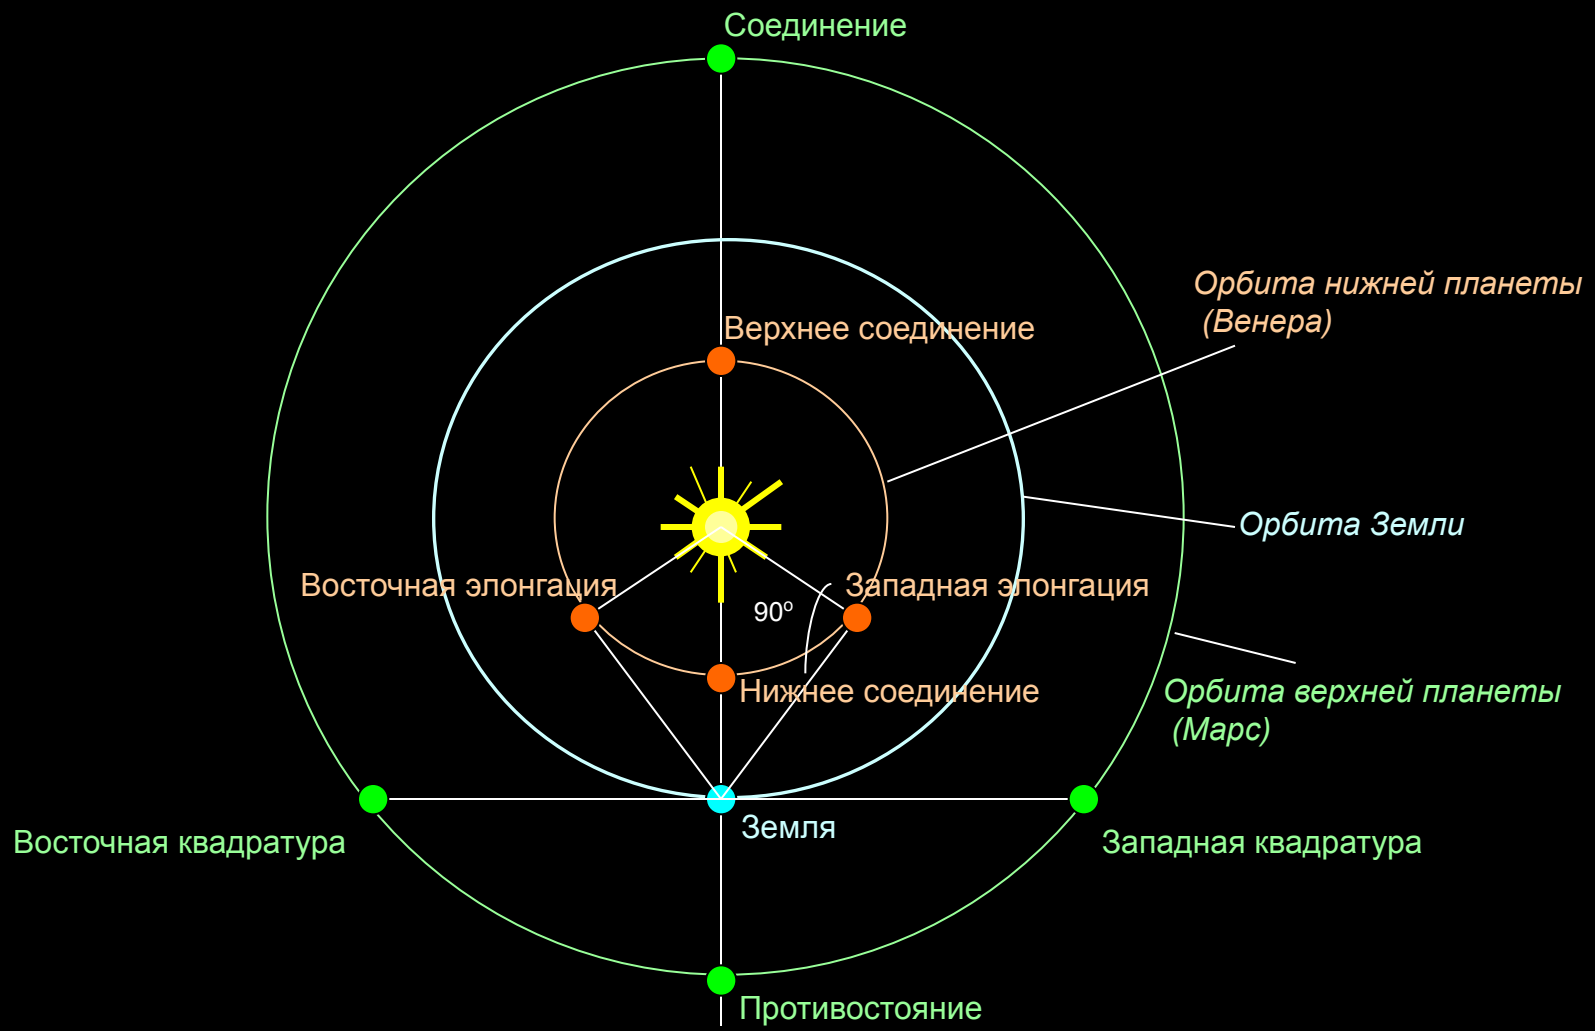 Соединение
Орбита нижней планеты
(Венера)
Верхнее соединение
Орбита Земли
Восточная элонгация
Западная элонгация
90º
Нижнее соединение
Орбита верхней планеты
(Марс)
Земля
Восточная квадратура
Западная квадратура
Противостояние